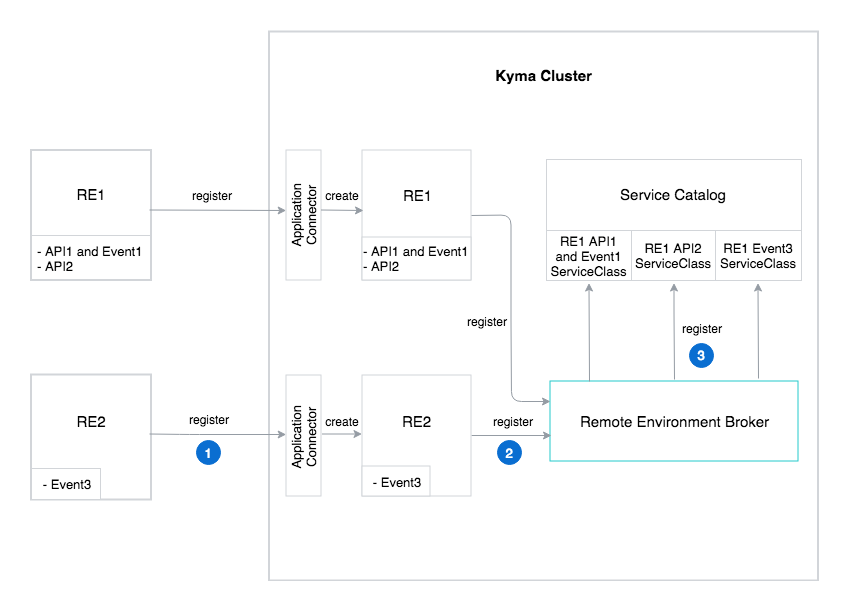 Kyma Cluster
RE1
- API1 and Event1
- API2
register
Application
Connector
create
RE1
- API1 and Event1
- API2
register
Service Catalog
RE1 API1
and Event1
ServiceClass
RE1 API2
ServiceClass
RE1 Event3
ServiceClass
register
3
RE2
- Event3
register
1
Application
Connector
create
RE2
- Event3
register
2
Remote Environment Broker